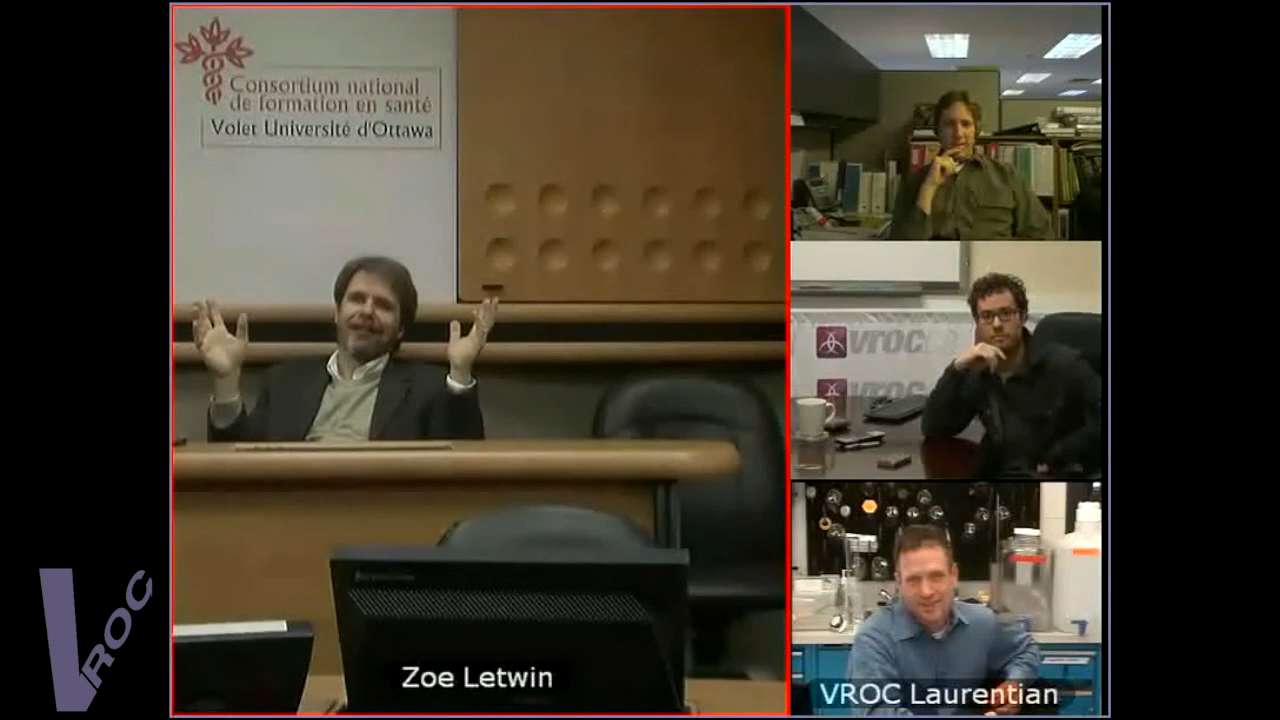 Consortium national
de formation en santé
Volet Université d'Ottawa
vroc
vroc
Zoe Letwin
VROC Laurentian
VROC